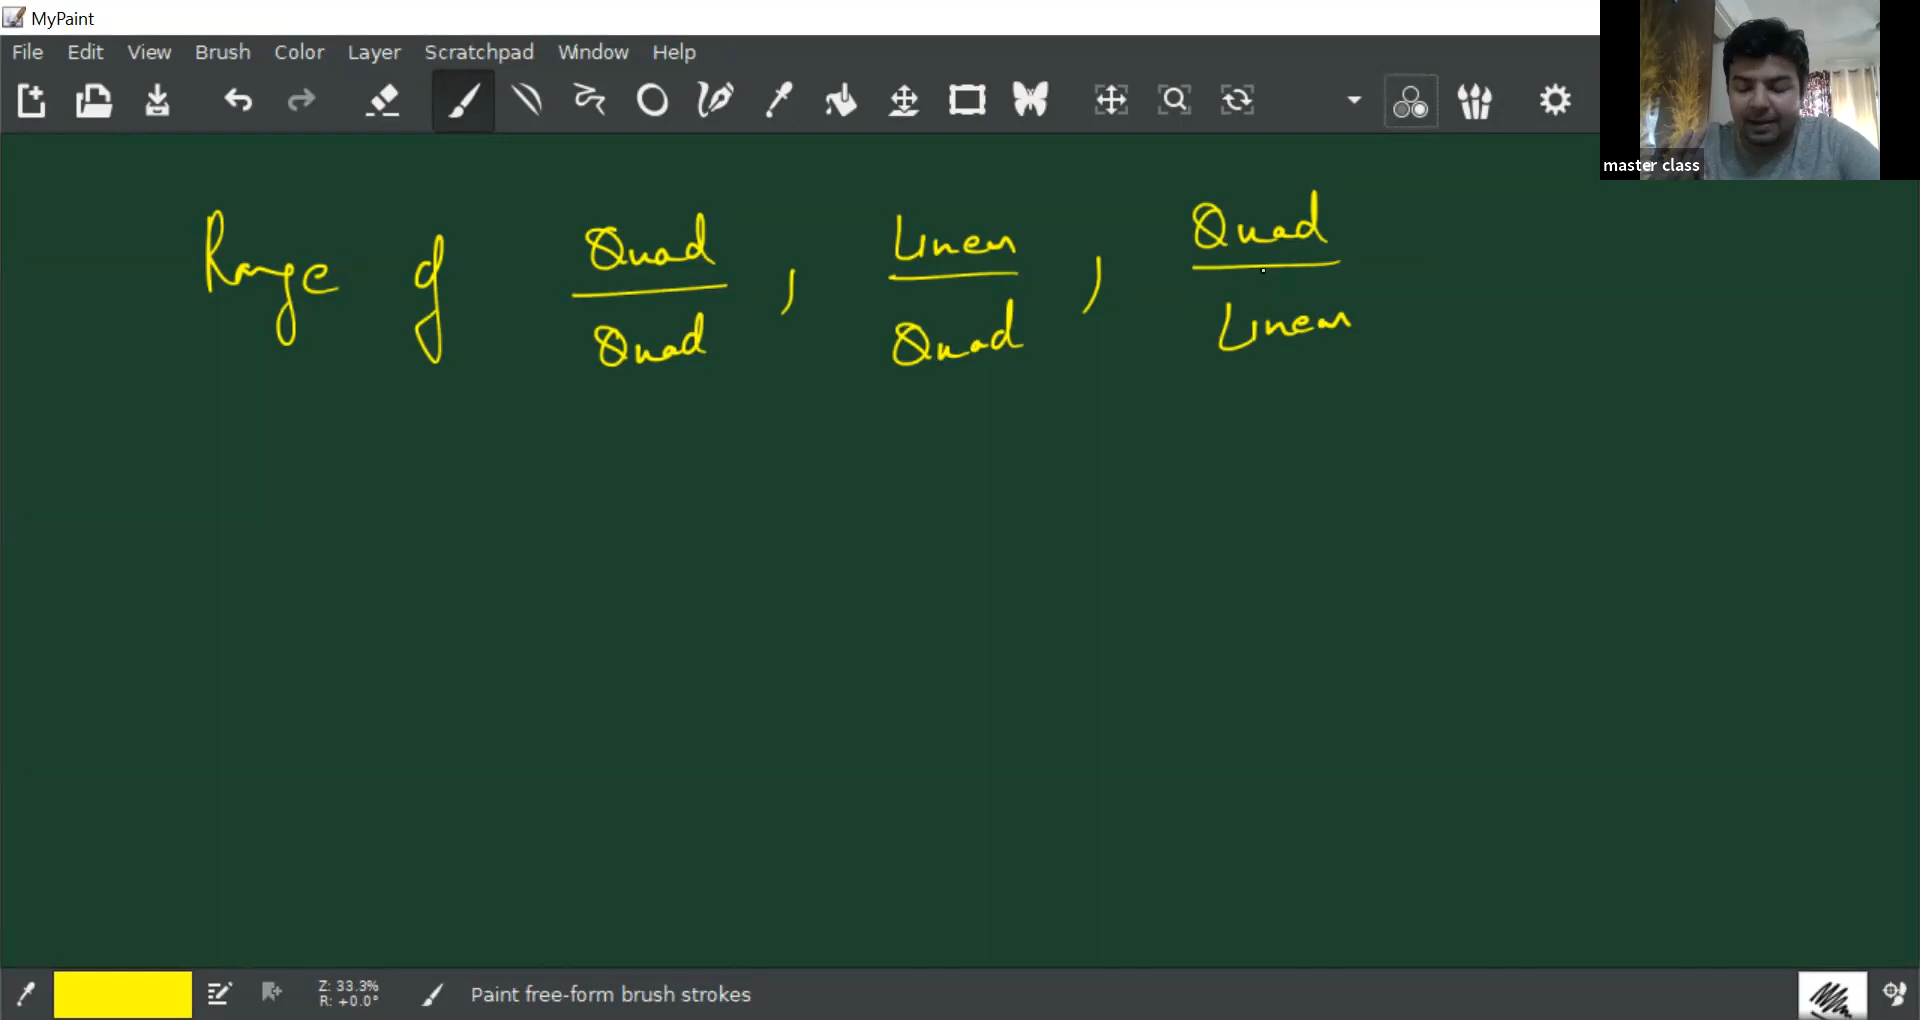 MyPaint
File Edit View Brush Color Layer Scratchpad Window Help
master class
Range of Quad / Quad , Linear / Quad , Quad / Linear
Z: 33.3%
R: +0.0°
Paint free-form brush strokes